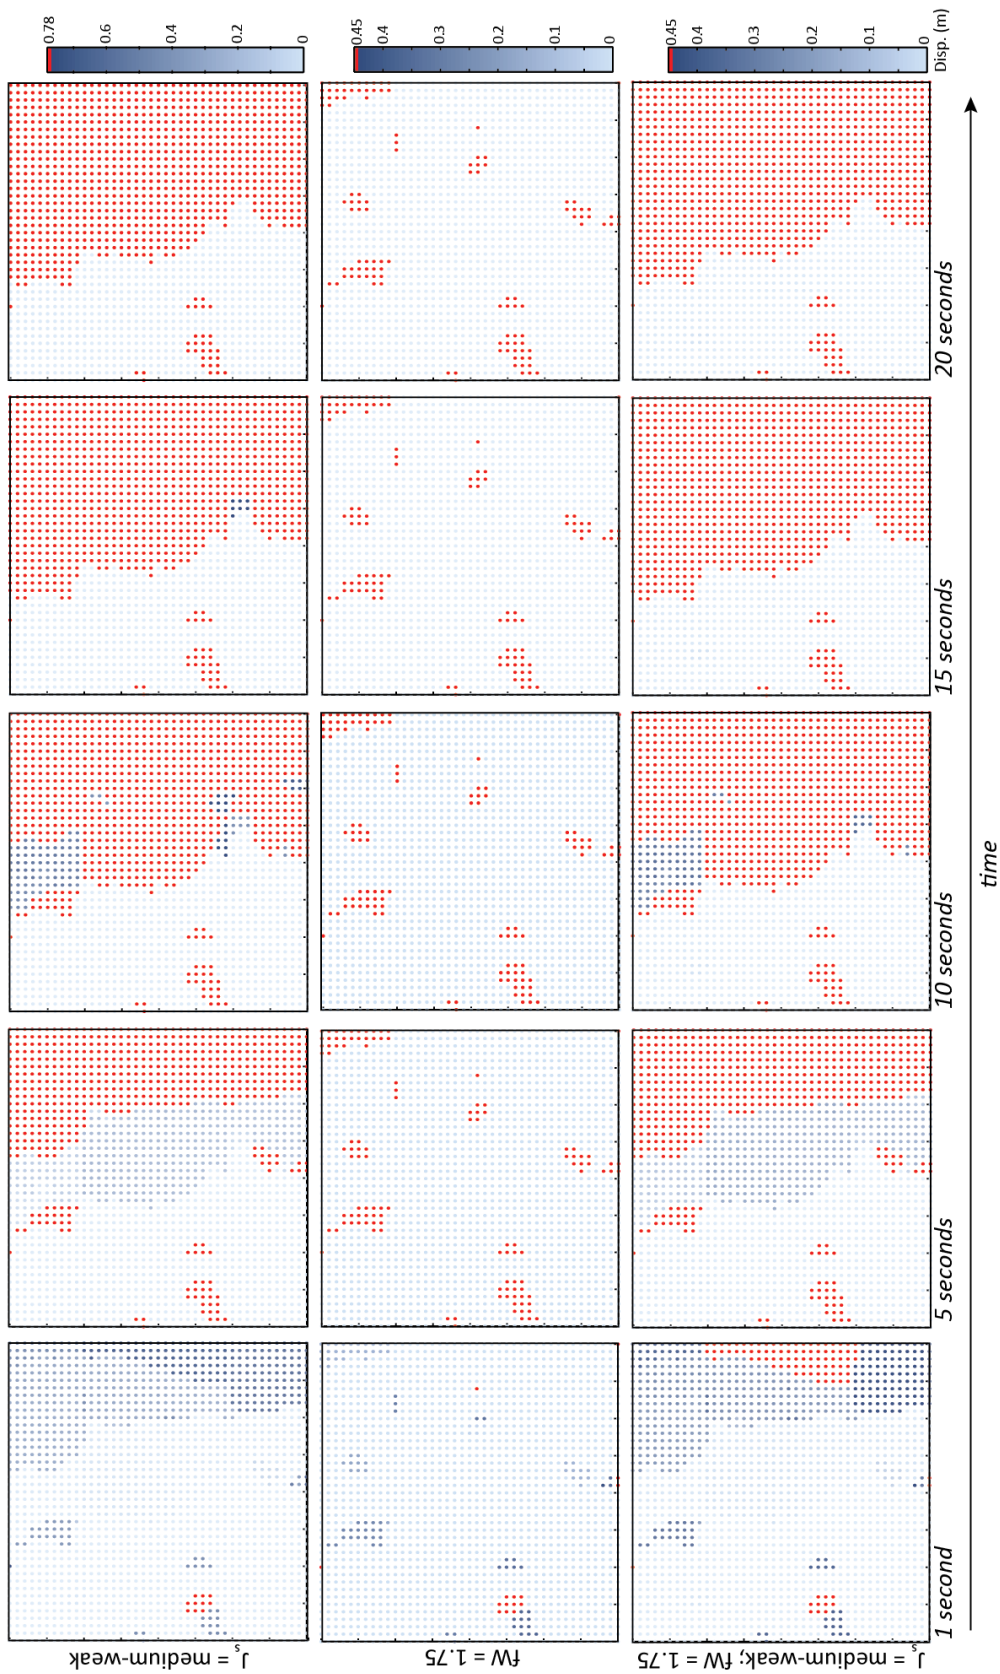 0.78
0.6
0.4
0.2
0
0.45
0.4
0.3
0.2
0.1
0
0.45
0.4
0.3
0.2
0.1
0
Disp. (m)
Js = medium-weak
fW = 1.75
Js = medium-weak; fW = 1.75
1 second
5 seconds
10 seconds
15 seconds
20 seconds
time